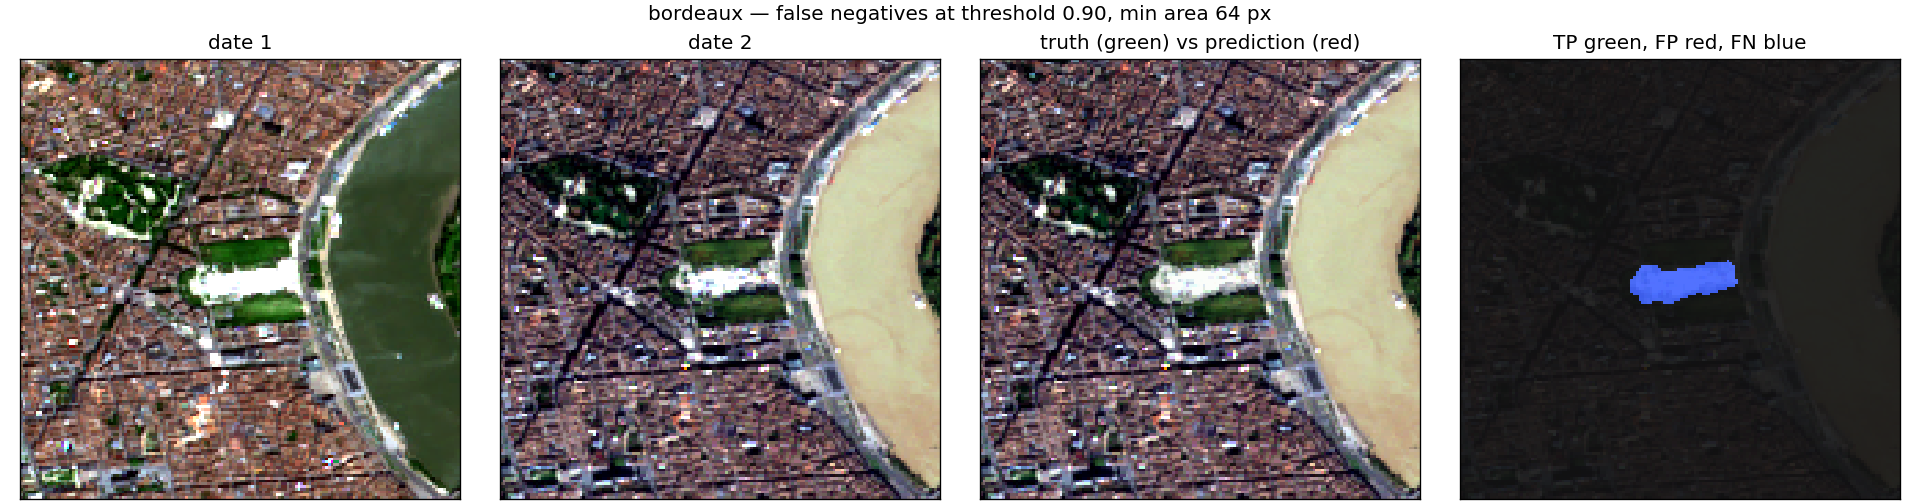 bordeaux — false negatives at threshold 0.90, min area 64 px
date 1
date 2
truth (green) vs prediction (red)
TP green, FP red, FN blue